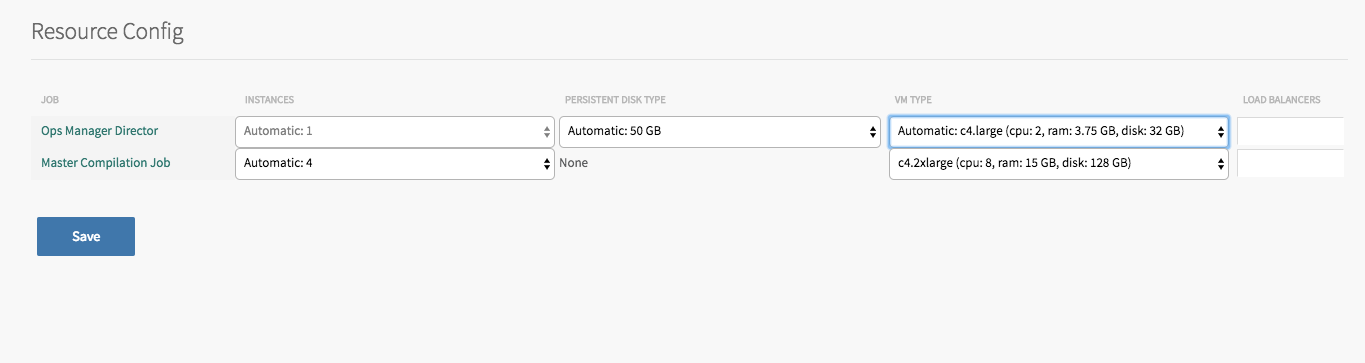 Resource Config
JOB INSTANCES PERSISTENT DISK TYPE VM TYPE LOAD BALANCERS
Ops Manager Director Automatic: 1 Automatic: 50 GB Automatic: c4.large (cpu: 2, ram: 3.75 GB, disk: 32 GB)
Master Compilation Job Automatic: 4 None c4.2xlarge (cpu: 8, ram: 15 GB, disk: 128 GB)
Save